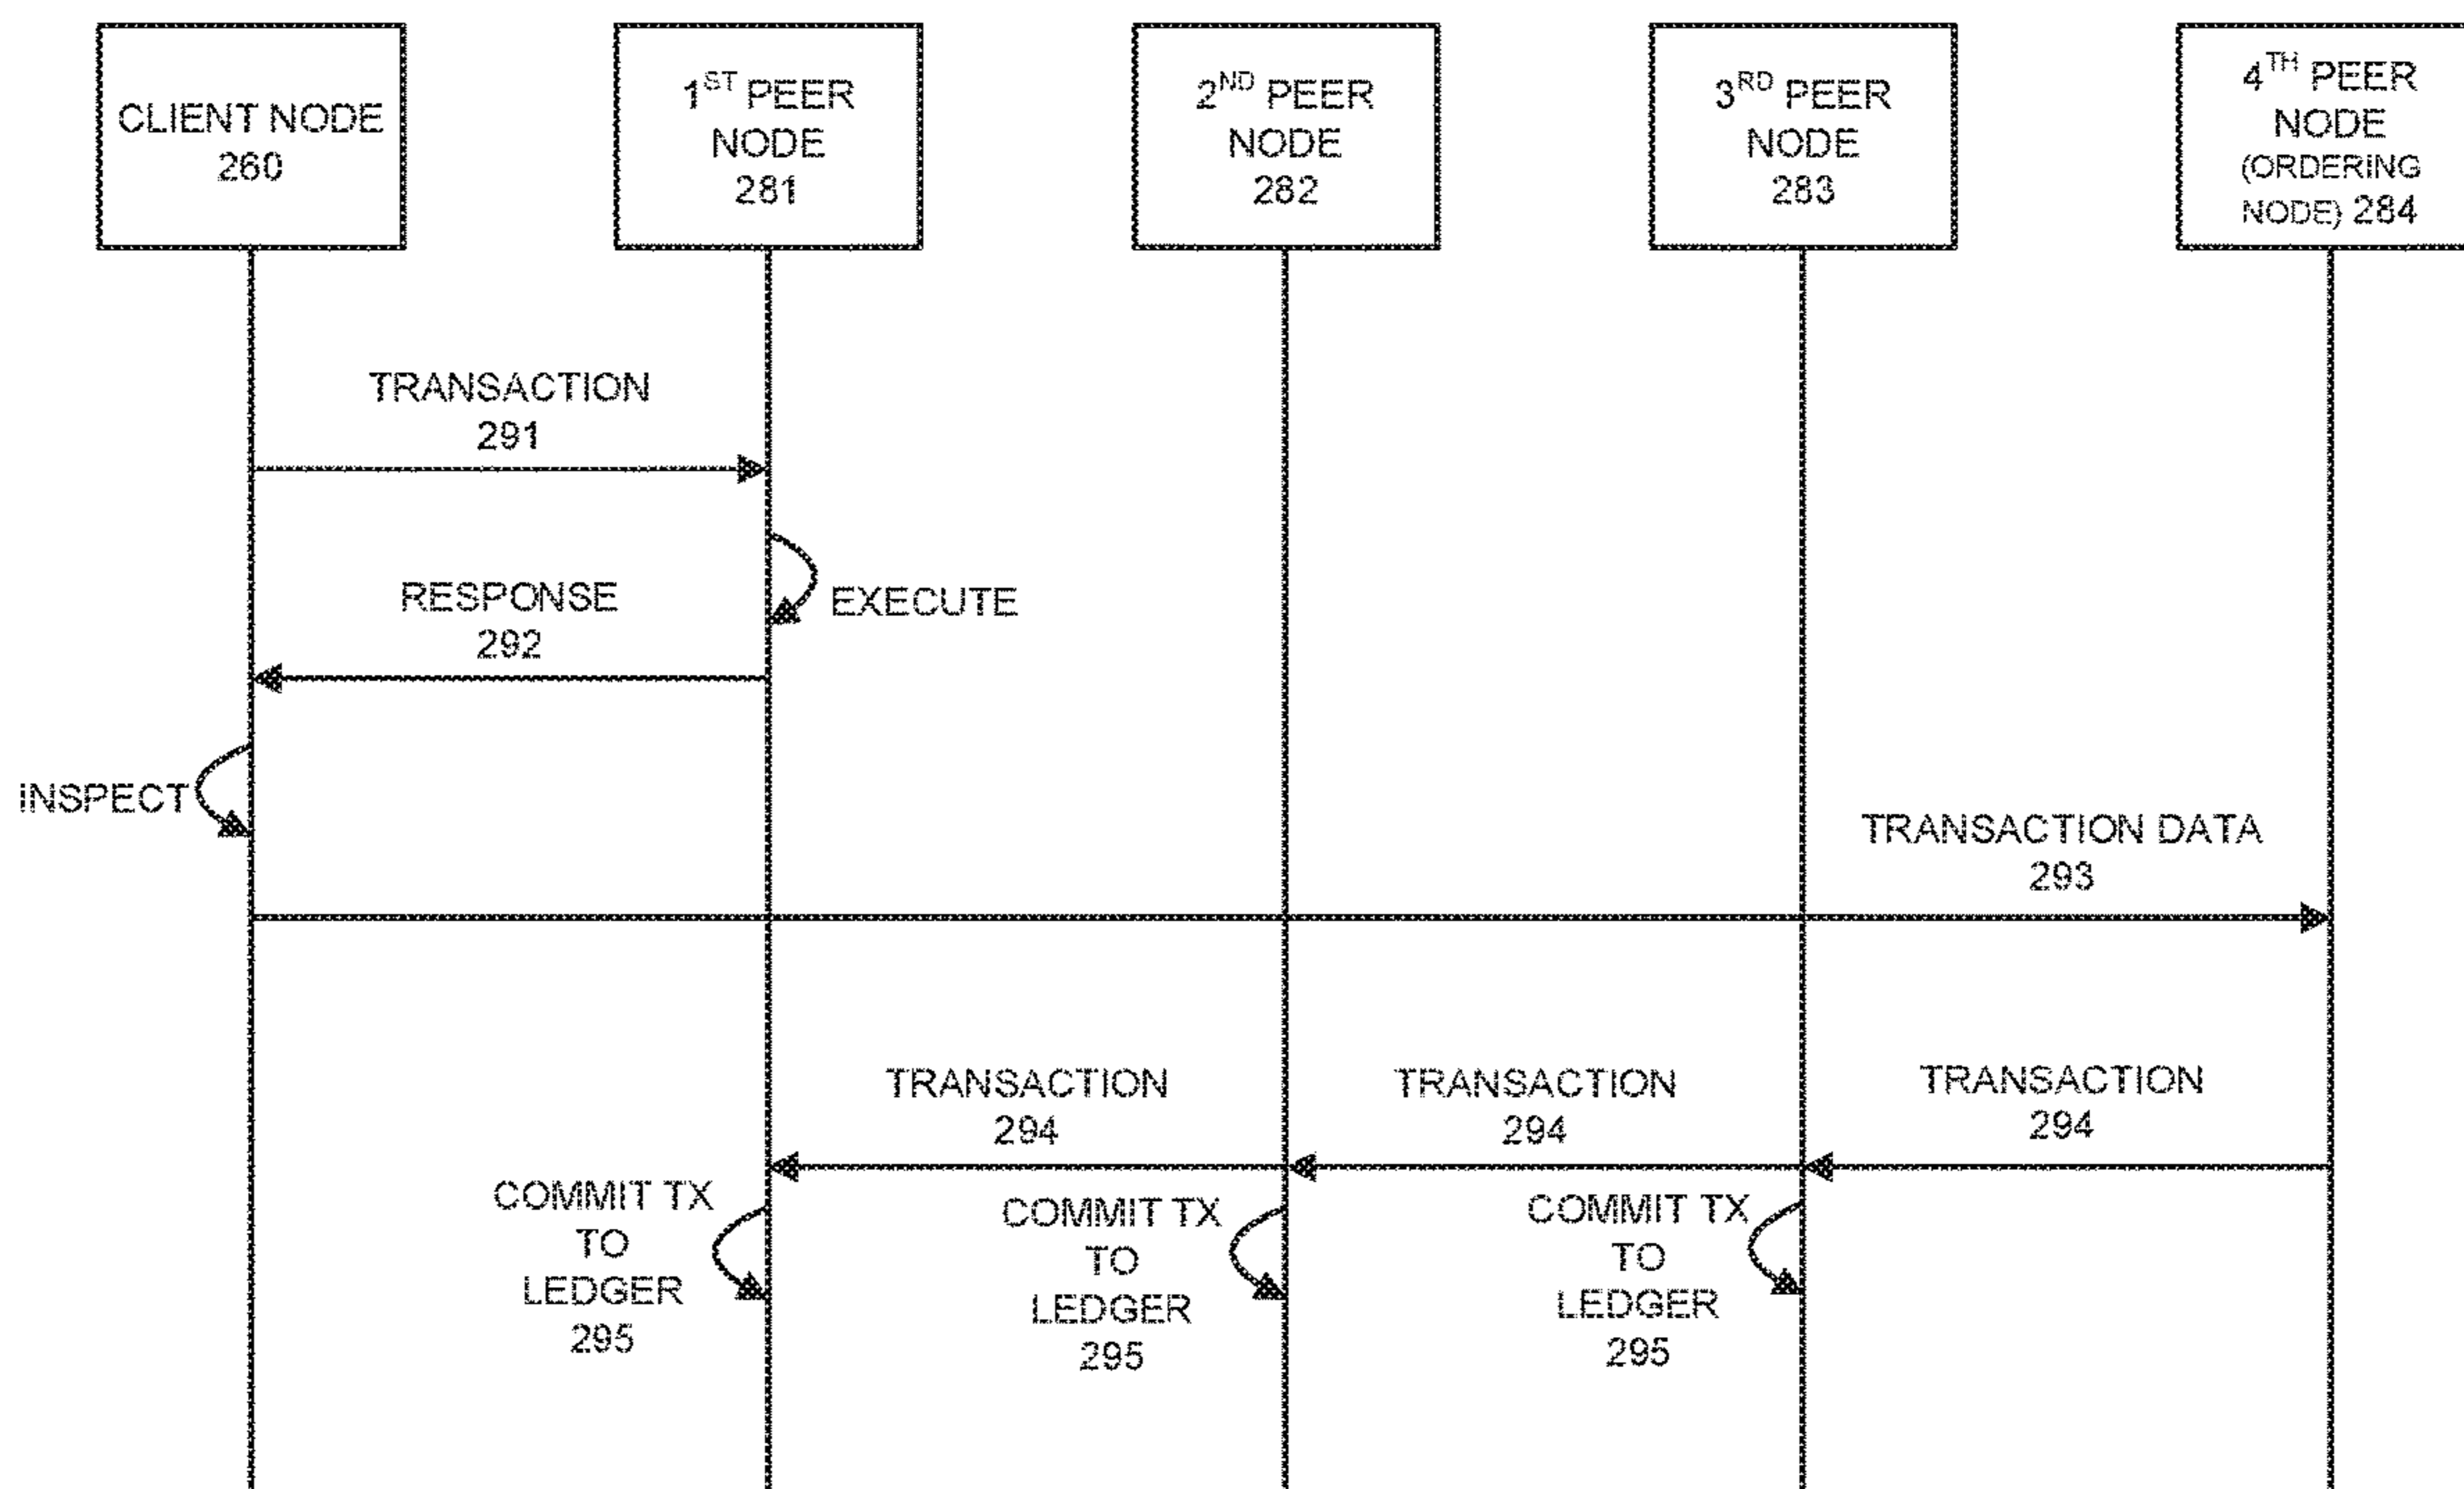 CLIENT NODE
260
1ST PEER
NODE
281
2ND PEER
NODE
282
3RD PEER
NODE
283
4TH PEER
NODE
(ORDERING
NODE) 284
TRANSACTION
291
EXECUTE
RESPONSE
292
INSPECT
TRANSACTION DATA
293
TRANSACTION
294
TRANSACTION
294
TRANSACTION
294
COMMIT TX
TO
LEDGER
295
COMMIT TX
TO
LEDGER
295
COMMIT TX
TO
LEDGER
295